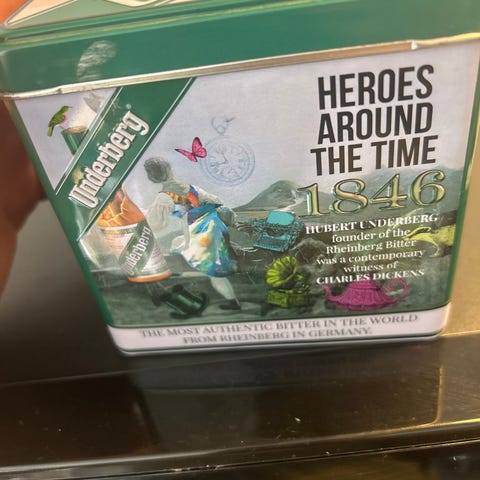 Underberg
Underberg
HEROES
AROUND
THE TIME
1846
HUBERT UNDERBERG
founder of the
Rheinberg Bitter
was a contemporary
witness of
CHARLES DICKENS
THE MOST AUTHENTIC BITTER IN THE WORLD
FROM RHEINBERG IN GERMANY.